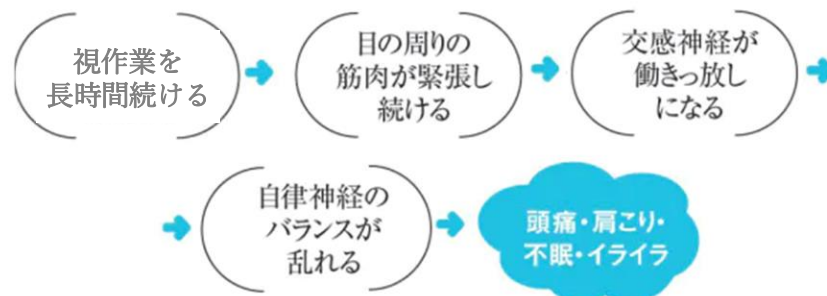 視作業を
長時間続ける
目の周りの
筋肉が緊張し
続ける
交感神経が
働きっ放し
になる
自律神経の
バランスが
乱れる
頭痛・肩こり・
不眠・イライラ